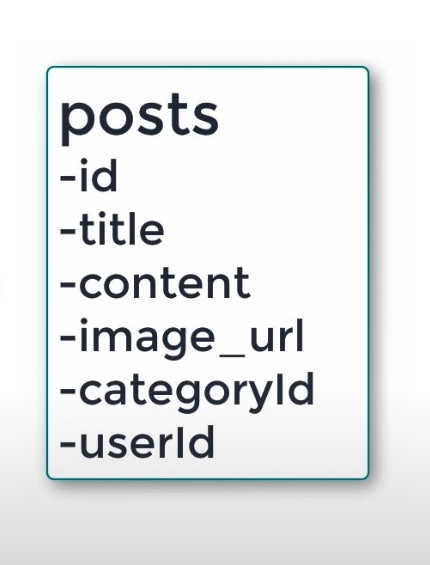 posts
-id
-title
-content
-image_url
-categoryId
-userId